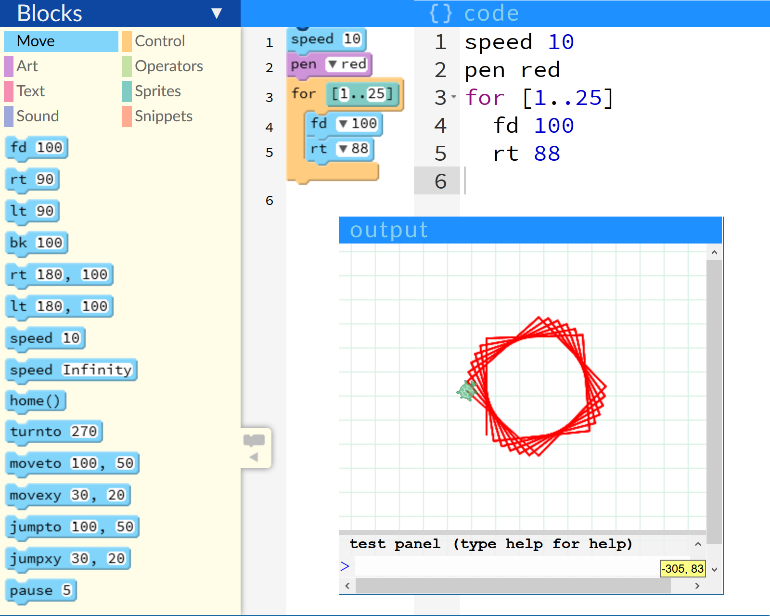 Blocks ▼
Move
Control
Art
Operators
Text
Sprites
Sound
Snippets
fd 100
rt 90
lt 90
bk 100
rt 180, 100
lt 180, 100
speed 10
speed Infinity
home()
turnto 270
moveto 100, 50
movexy 30, 20
jumpto 100, 50
jumpxy 30, 20
pause 5
1 speed 10
2 pen ▼red
3 for [1..25]
4 fd ▼100
5 rt ▼88
6
{} code
1 speed 10
2 pen red
3 for [1..25]
4 fd 100
5 rt 88
6
output
test panel (type help for help)
>
-305, 83